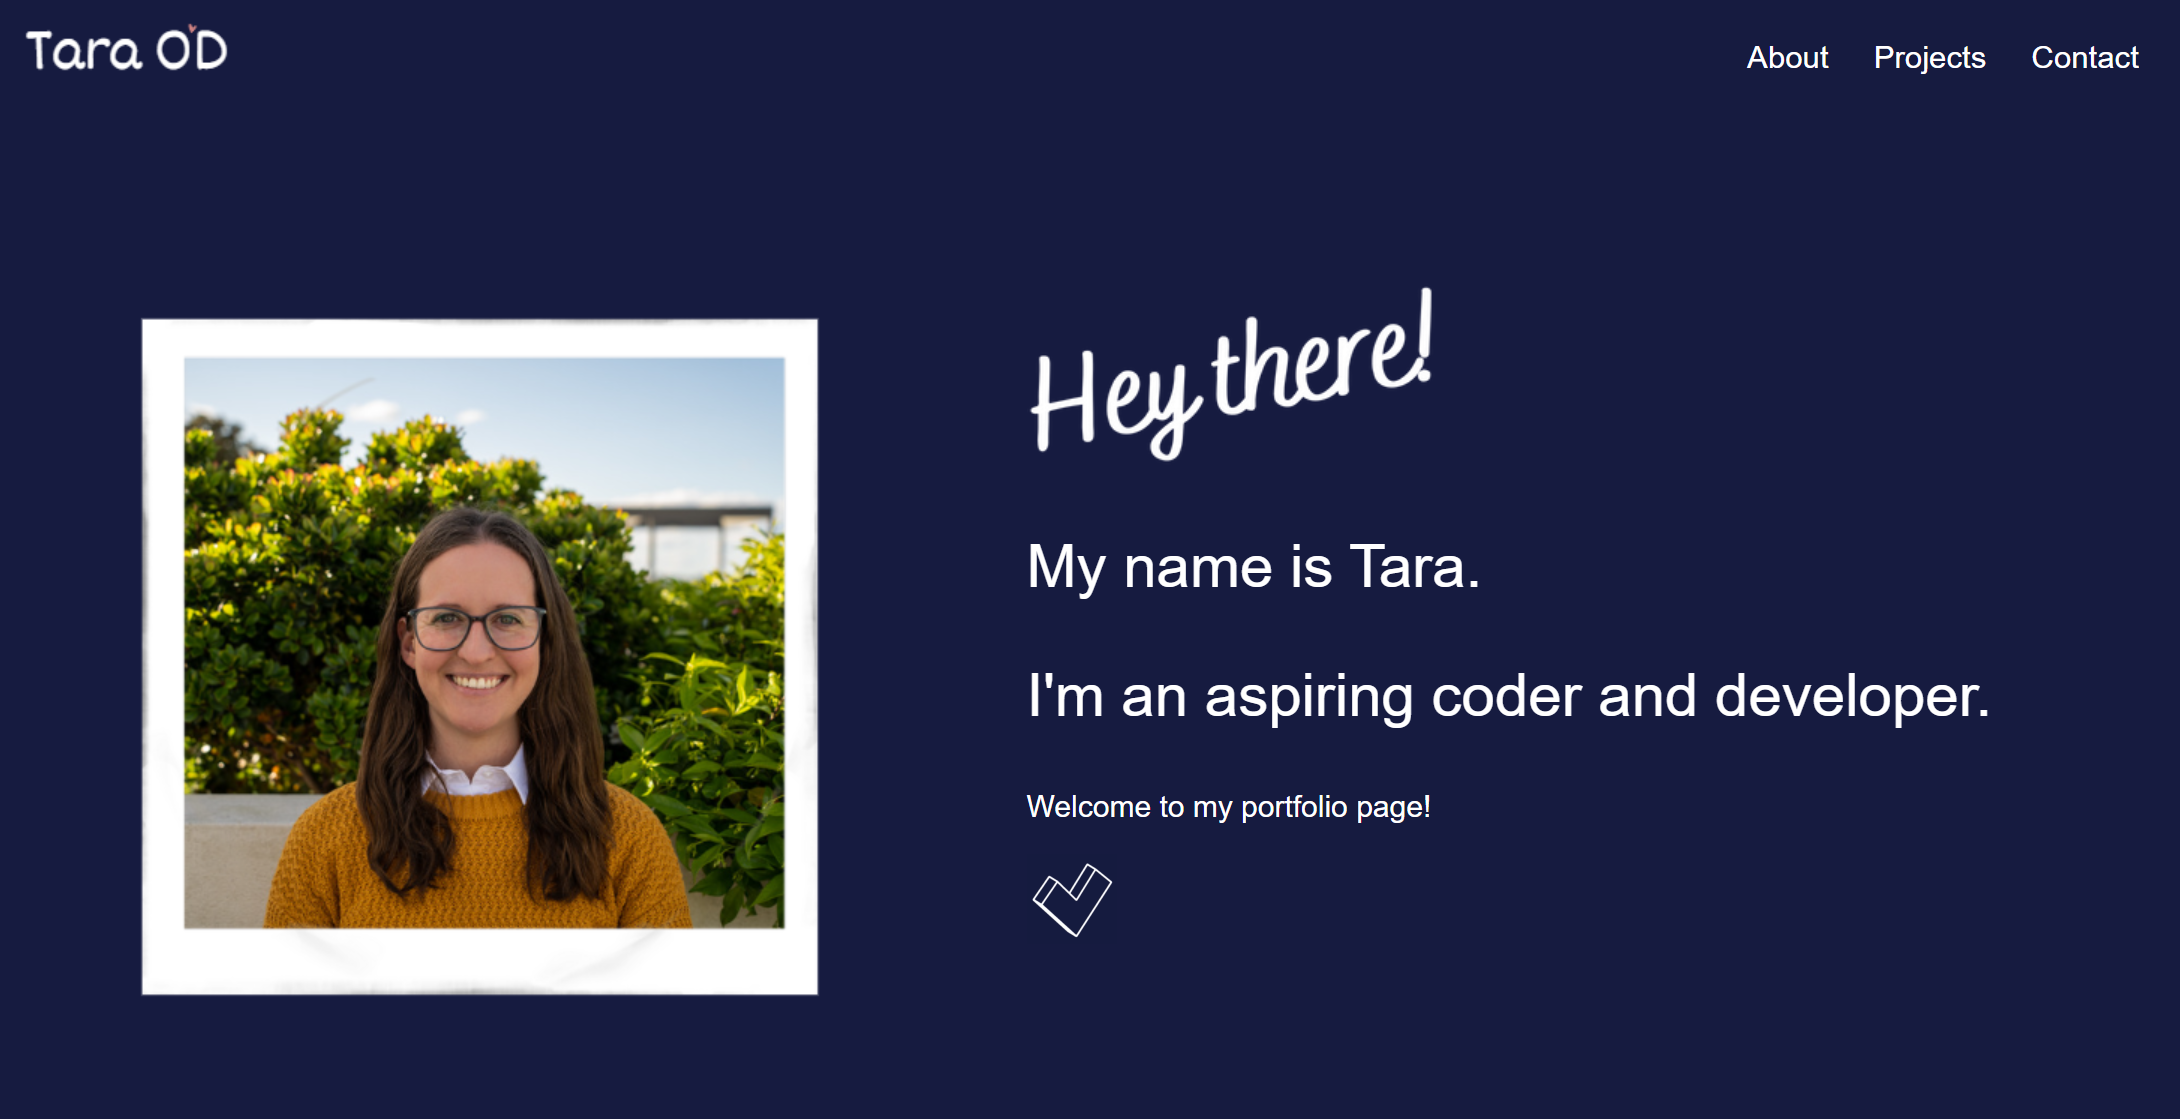 Tara O'D
About Projects Contact
Hey there!
My name is Tara.
I'm an aspiring coder and developer.
Welcome to my portfolio page!